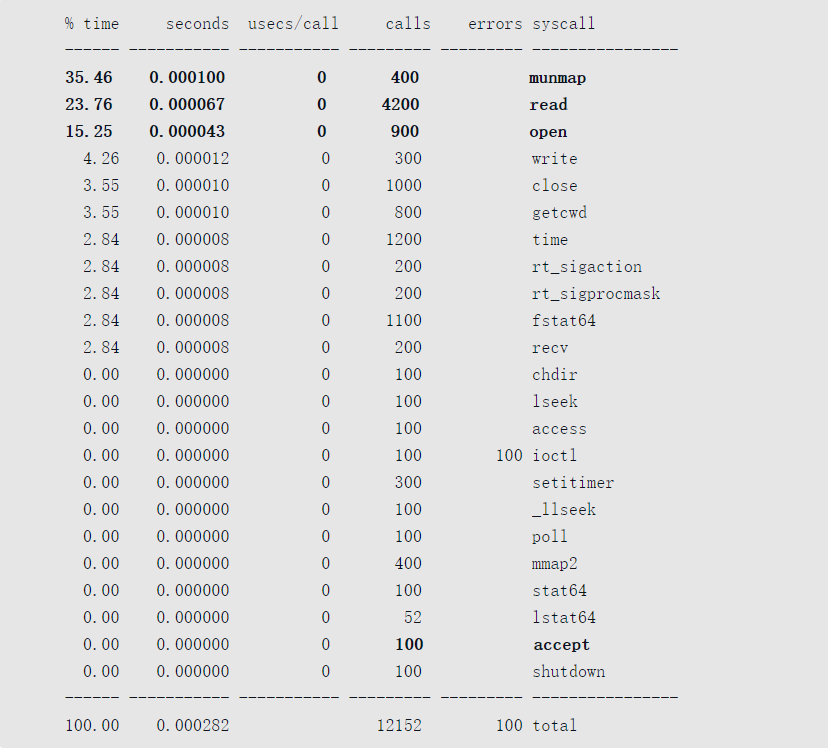 % time seconds usecs/call calls errors syscall
------ ----------- ----------- --------- --------- ----------------
35.46 0.000100 0 400 munmap
23.76 0.000067 0 4200 read
15.25 0.000043 0 900 open
4.26 0.000012 0 300 write
3.55 0.000010 0 1000 close
3.55 0.000010 0 800 getcwd
2.84 0.000008 0 1200 time
2.84 0.000008 0 200 rt_sigaction
2.84 0.000008 0 200 rt_sigprocmask
2.84 0.000008 0 1100 fstat64
2.84 0.000008 0 200 recv
0.00 0.000000 0 100 chdir
0.00 0.000000 0 100 lseek
0.00 0.000000 0 100 access
0.00 0.000000 0 100 100 ioctl
0.00 0.000000 0 300 setitimer
0.00 0.000000 0 100 _llseek
0.00 0.000000 0 100 poll
0.00 0.000000 0 400 mmap2
0.00 0.000000 0 100 stat64
0.00 0.000000 0 52 lstat64
0.00 0.000000 0 100 accept
0.00 0.000000 0 100 shutdown
------ ----------- ----------- --------- --------- ----------------
100.00 0.000282 12152 100 total